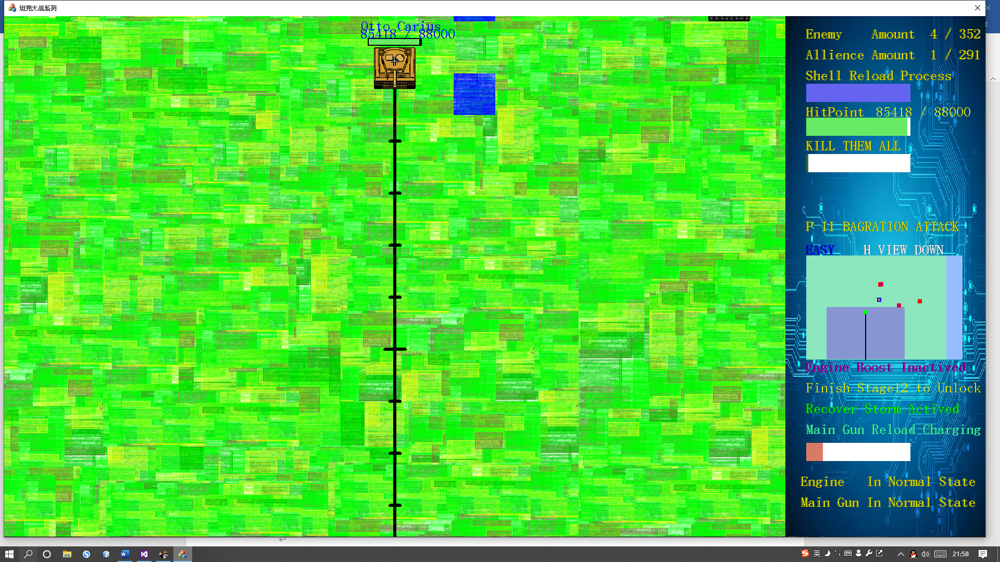 坦克大战系列
Otto Carius
85418 / 88000
Enemy Amount 4 / 352
Allience Amount 1 / 291
Shell Reload Process
HitPoint 85418 / 88000
KILL THEM ALL
P II BAGRATION ATTACK
EASY H VIEW DOWN
Engine Boost Inactived
Finish Stage12 to Unlock
Recover Storm Actived
Main Gun Reload Charging
Engine In Normal State
Main Gun In Normal State
英
21:58